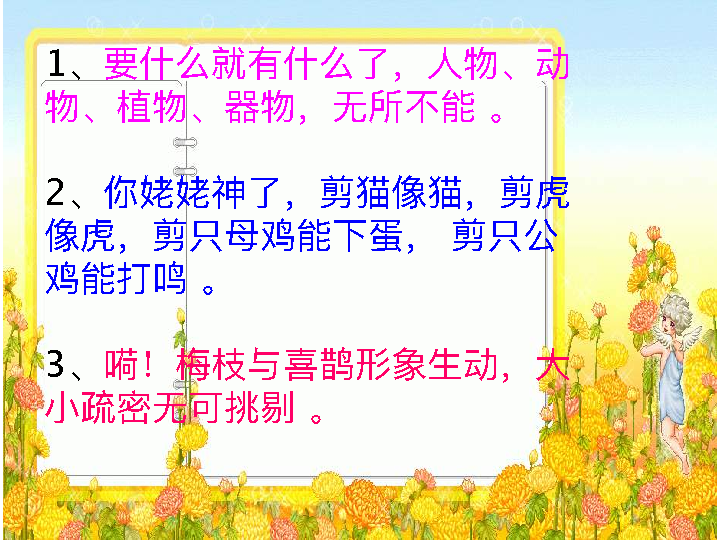 1、要什么就有什么了，人物、动
物、植物、器物，无所不能 。
2、你姥姥神了，剪猫像猫，剪虎
像虎，剪只母鸡能下蛋， 剪只公
鸡能打鸣 。
3、嗬！梅枝与喜鹊形象生动，大
小疏密无可挑剔 。